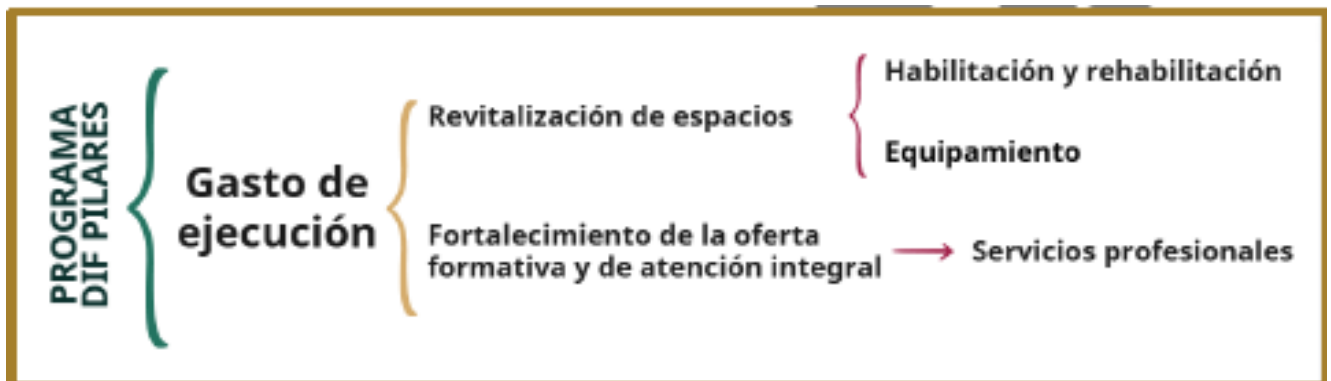 PROGRAMA
DIF PILARES
Gasto de
ejecución
Revitalización de espacios
Habilitación y rehabilitación
Equipamiento
Fortalecimiento de la oferta
formativa y de atención integral
Servicios profesionales